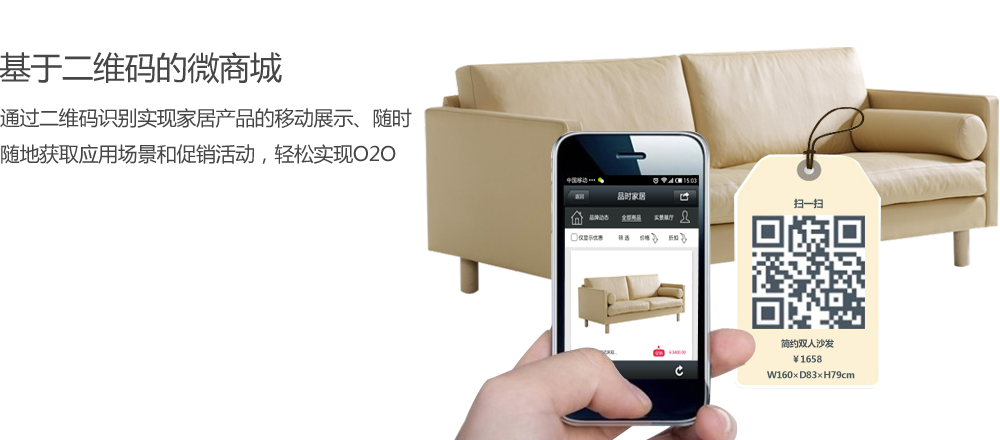 基于二维码的微商城
通过二维码识别实现家居产品的移动展示、随时
随地获取应用场景和促销活动，轻松实现O2O
中国移动
15:03
返回
品时家居
品牌动态
全部商品
实景展厅
仅显示优惠
筛选
价格
折扣
扫一扫
简约双人沙发
￥1658
W160×D83×H79cm